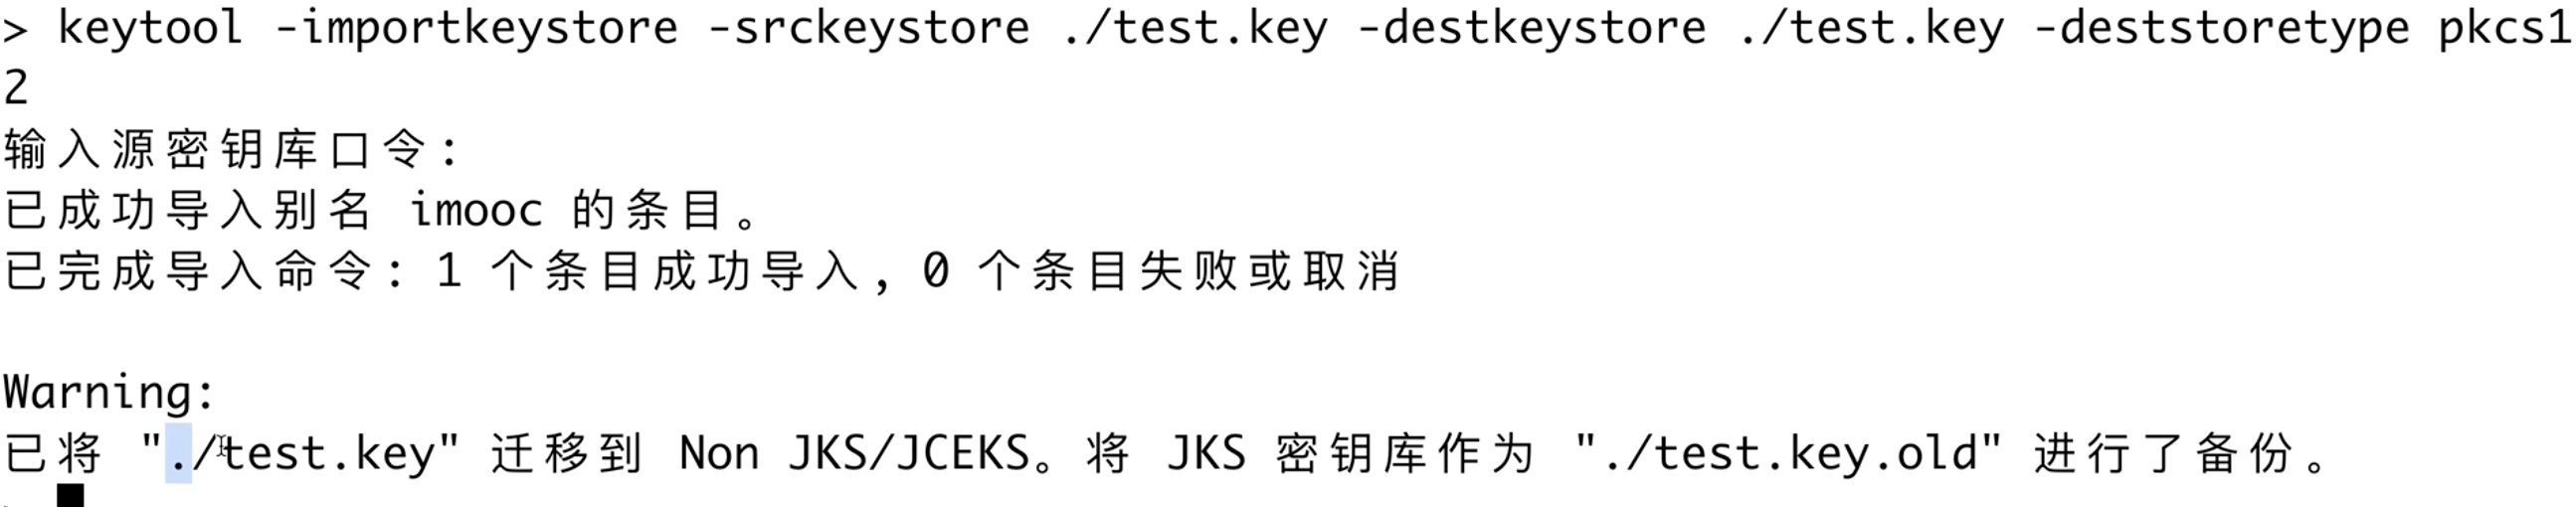 > keytool -importkeystore -srckeystore ./test.key -destkeystore ./test.key -deststoretype pkcs1
2
输入源密钥库口令:
已成功导入别名 imooc 的条目。
已完成导入命令: 1 个条目成功导入, 0 个条目失败或取消
Warning:
已将 "./test.key" 迁移到 Non JKS/JCEKS。将 JKS 密钥库作为 "./test.key.old" 进行了备份。